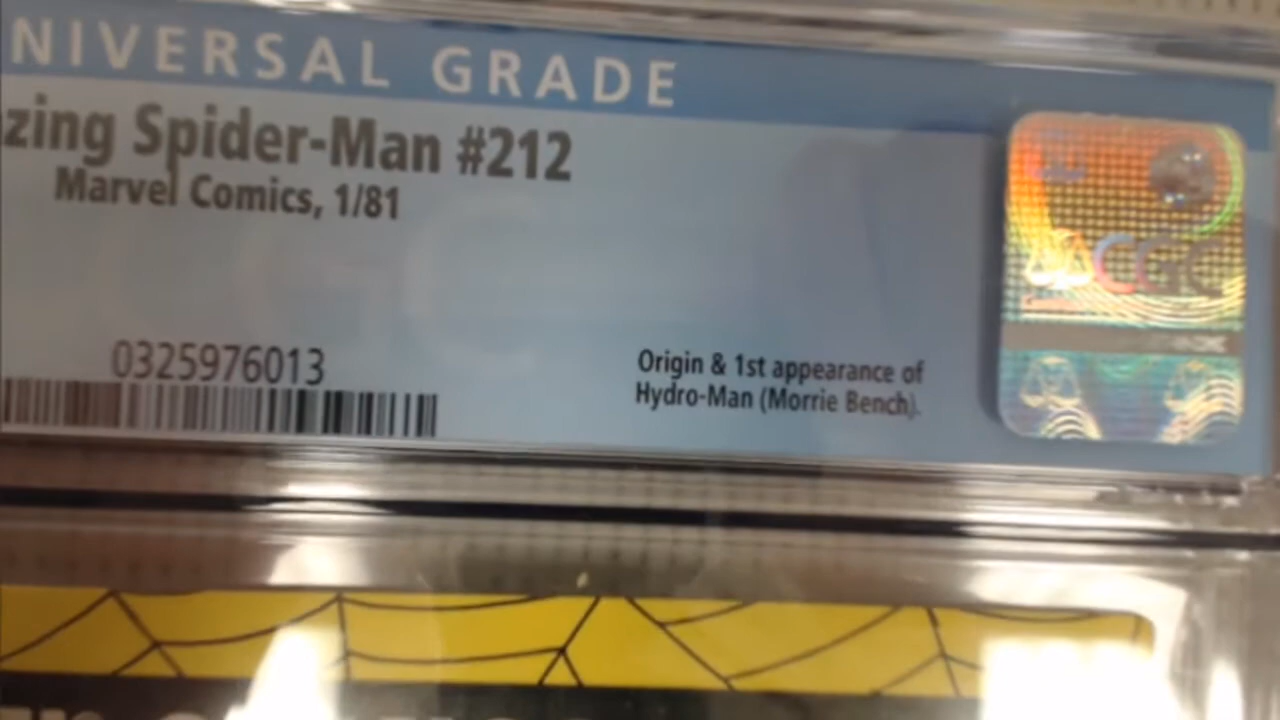 NIVERSAL GRADE
zing Spider-Man #212
Marvel Comics, 1/81
0325976013
Origin & 1st appearance of
Hydro-Man (Morrie Bench).
CGC